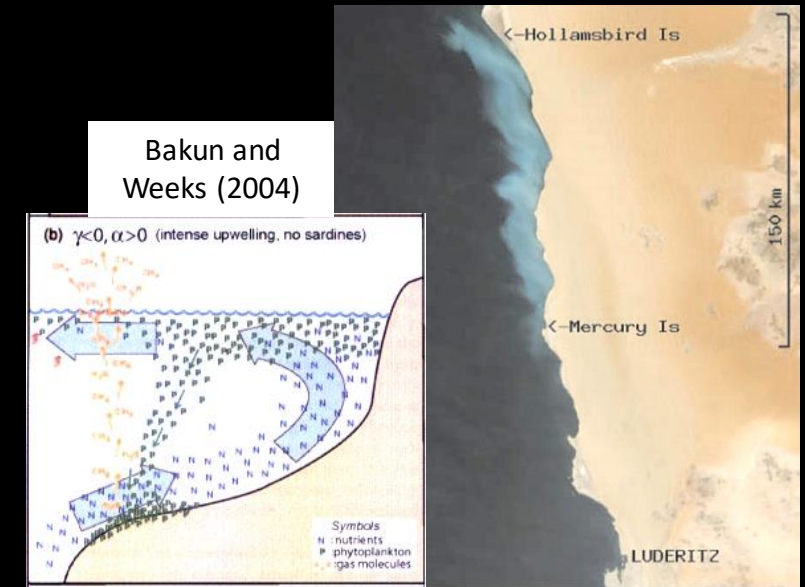 <-Hollamsbird Is
Bakun and
Weeks (2004)
150 km
(b) γ<0, α>0 (intense upwelling, no sardines)
<-Mercury Is
Symbols
N :nutrients
P :phytoplankton
:gas molecules
LUDERITZ